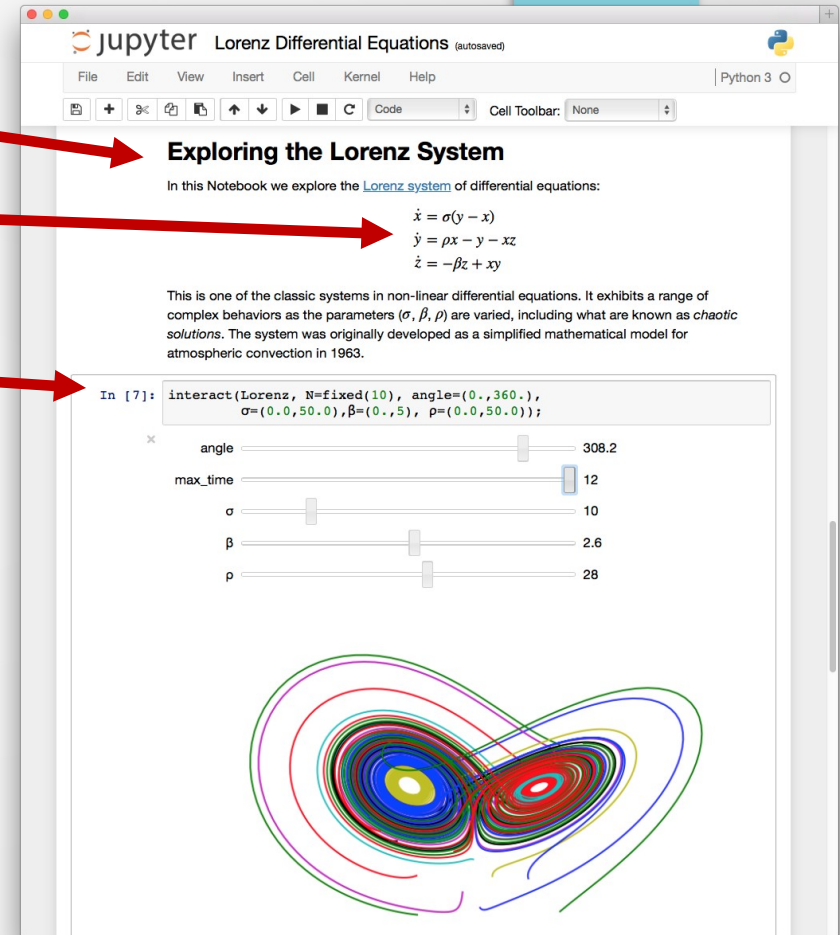 jupyter Lorenz Differential Equations (autosaved)
File Edit View Insert Cell Kernel Help Python 3
Code Cell Toolbar: None
Exploring the Lorenz System
In this Notebook we explore the Lorenz system of differential equations:
ẋ = σ(y − x)
ẏ = ρx − y − xz
ż = −βz + xy
This is one of the classic systems in non-linear differential equations. It exhibits a range of
complex behaviors as the parameters (σ, β, ρ) are varied, including what are known as chaotic
solutions. The system was originally developed as a simplified mathematical model for
atmospheric convection in 1963.
In [7]: interact(Lorenz, N=fixed(10), angle=(0.,360.),
σ=(0.0,50.0),β=(0.,5), ρ=(0.0,50.0));
angle 308.2
max_time 12
σ 10
β 2.6
ρ 28